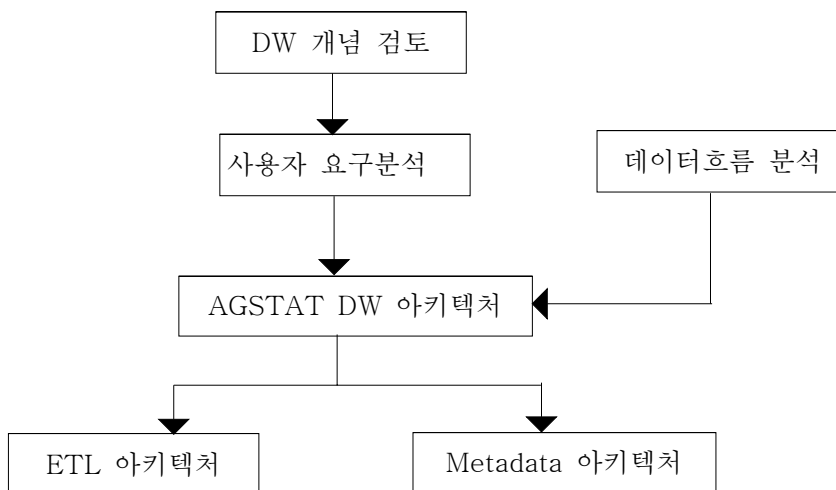 DW 개념 검토
사용자 요구분석
데이터흐름 분석
AGSTAT DW 아키텍처
ETL 아키텍처
Metadata 아키텍처